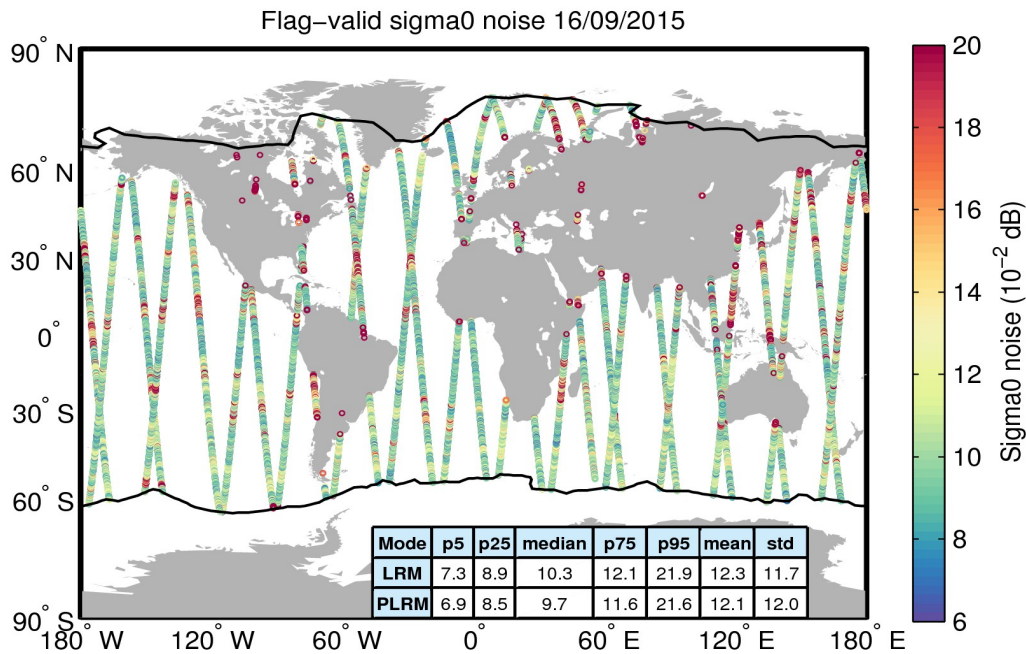 Flag−valid sigma0 noise 16/09/2015
90° N
60° N
30° N
0°
30° S
60° S
90° S
180° W
120° W
60° W
0°
60° E
120° E
180° E
20
18
16
14
12
10
8
6
Sigma0 noise (10⁻² dB)
Mode p5 p25 median p75 p95 mean std
LRM 7.3 8.9 10.3 12.1 21.9 12.3 11.7
PLRM 6.9 8.5 9.7 11.6 21.6 12.1 12.0